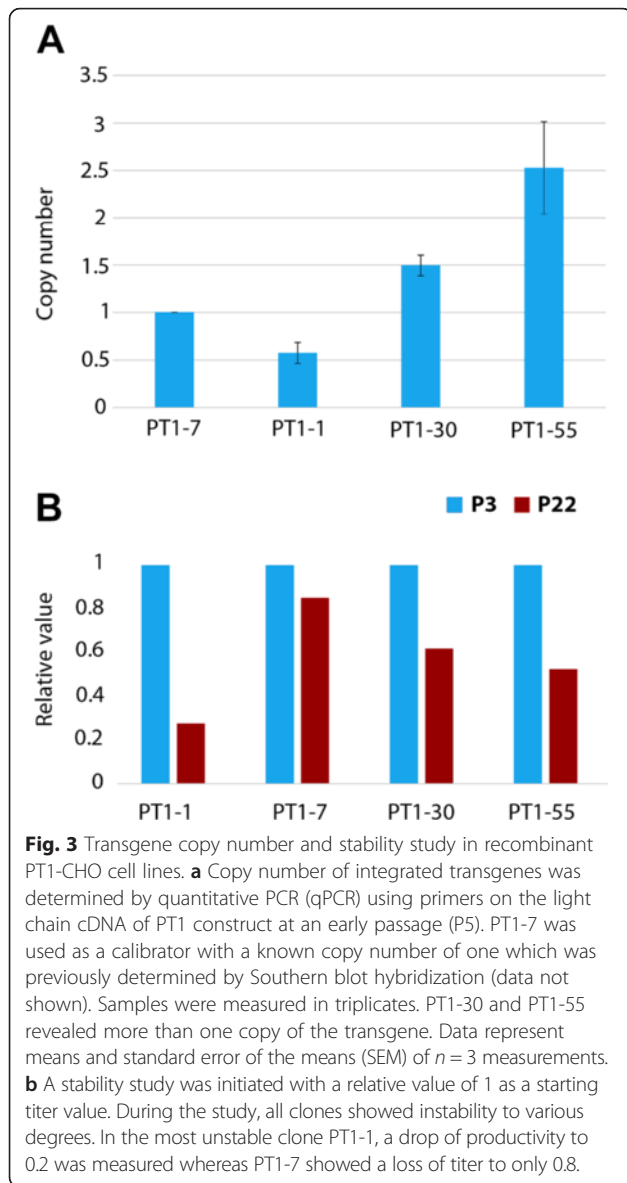 A
3.5
3
2.5
2
1.5
1
0.5
0
Copy number
PT1-7 PT1-1 PT1-30 PT1-55
B
P3 P22
1
0.8
0.6
0.4
0.2
0
Relative value
PT1-1 PT1-7 PT1-30 PT1-55
Fig. 3 Transgene copy number and stability study in recombinant
PT1-CHO cell lines. a Copy number of integrated transgenes was
determined by quantitative PCR (qPCR) using primers on the light
chain cDNA of PT1 construct at an early passage (P5). PT1-7 was
used as a calibrator with a known copy number of one which was
previously determined by Southern blot hybridization (data not
shown). Samples were measured in triplicates. PT1-30 and PT1-55
revealed more than one copy of the transgene. Data represent
means and standard error of the means (SEM) of n = 3 measurements.
b A stability study was initiated with a relative value of 1 as a starting
titer value. During the study, all clones showed instability to various
degrees. In the most unstable clone PT1-1, a drop of productivity to
0.2 was measured whereas PT1-7 showed a loss of titer to only 0.8.